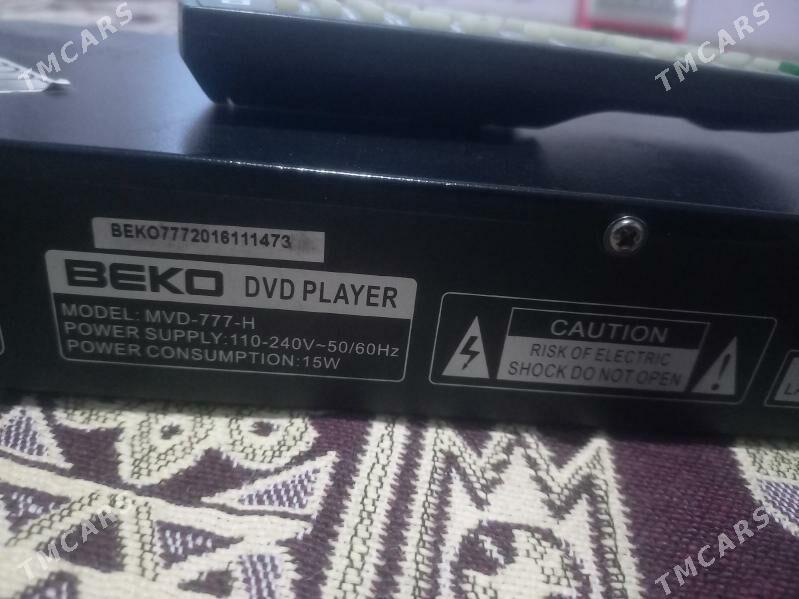 TMCARS
TMCARS
TMCARS
BEKO7772016111473
BEKO DVD PLAYER
MODEL: MVD-777-H
POWER SUPPLY:110-240V~50/60Hz
POWER CONSUMPTION:15W
CAUTION
RISK OF ELECTRIC
SHOCK DO NOT OPEN
TMCARS
TMCARS
TMCARS